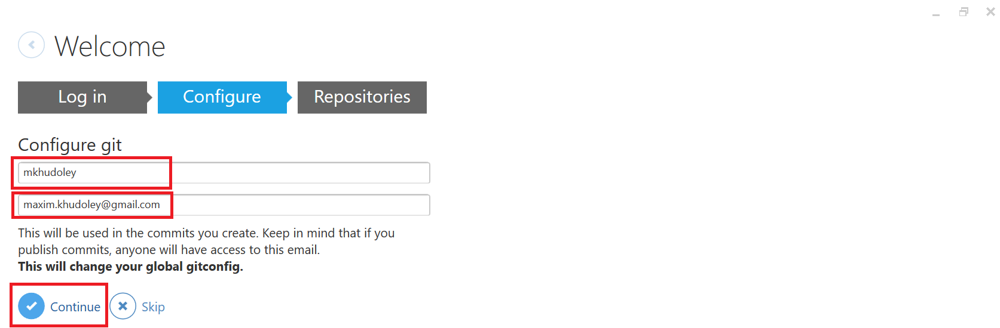 Welcome
Log in
Configure
Repositories
Configure git
mkhudoley
maxim.khudoley@gmail.com
This will be used in the commits you create. Keep in mind that if you
publish commits, anyone will have access to this email.
This will change your global gitconfig.
Continue
Skip